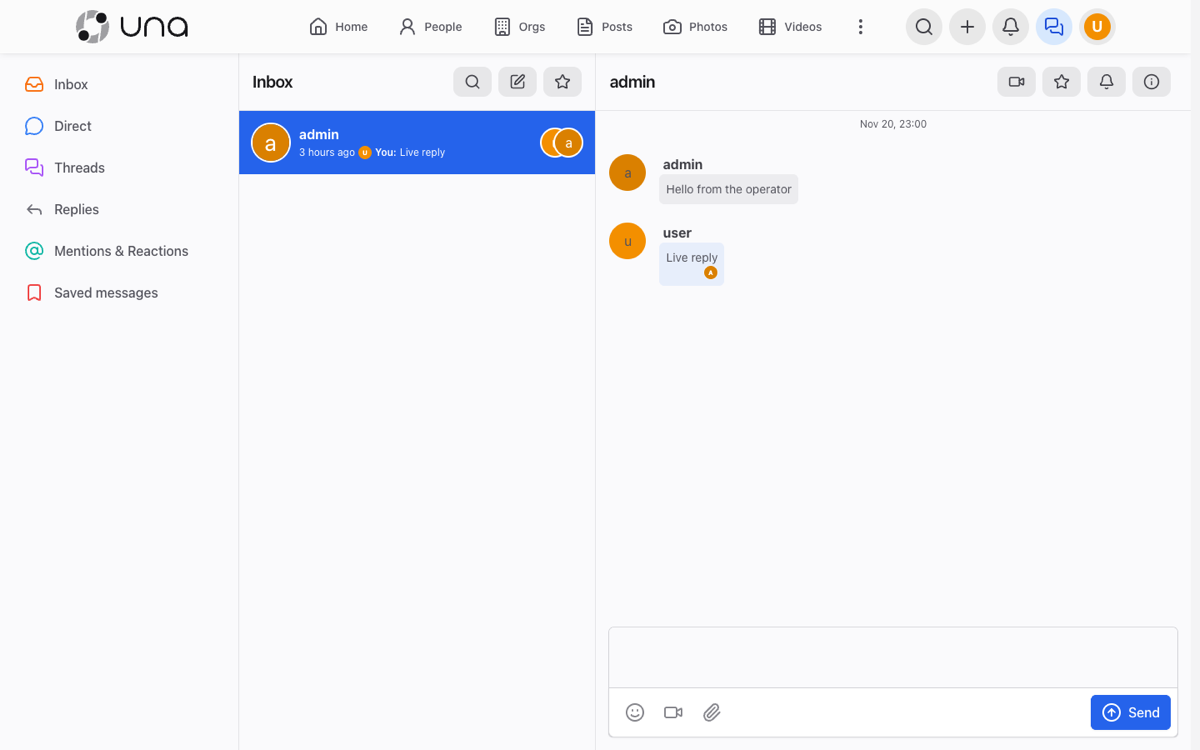 una
Home
People
Orgs
Posts
Photos
Videos
U
Inbox
Direct
Threads
Replies
Mentions & Reactions
Saved messages
Inbox
a
admin
3 hours ago U You: Live reply
a
admin
Nov 20, 23:00
a
admin
Hello from the operator
u
user
Live reply
A
Send